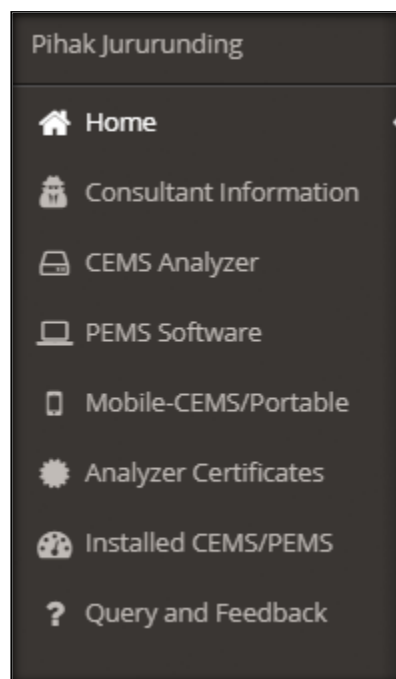 Pihak Jururunding
Home
Consultant Information
CEMS Analyzer
PEMS Software
Mobile-CEMS/Portable
Analyzer Certificates
Installed CEMS/PEMS
? Query and Feedback